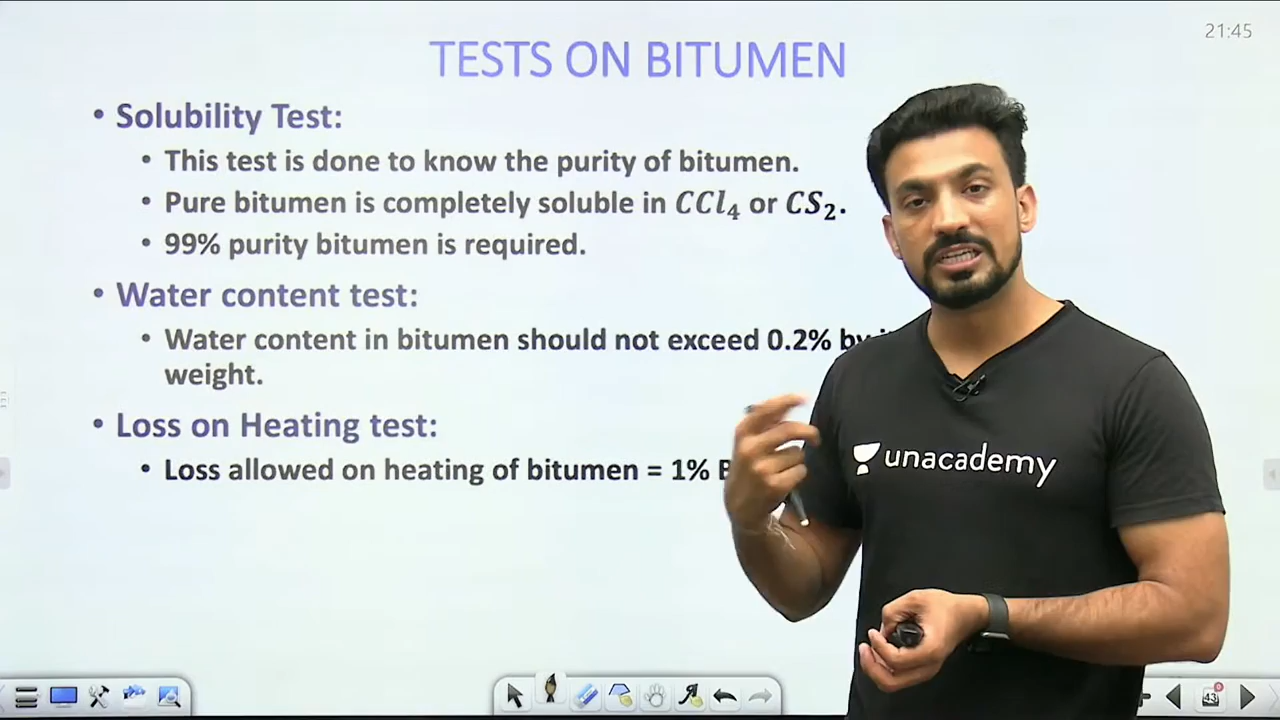 21:45
TESTS ON BITUMEN
• Solubility Test:
• This test is done to know the purity of bitumen.
• Pure bitumen is completely soluble in CCl₄ or CS₂.
• 99% purity bitumen is required.
• Water content test:
• Water content in bitumen should not exceed 0.2% by
weight.
• Loss on Heating test:
• Loss allowed on heating of bitumen = 1%
unacademy
43